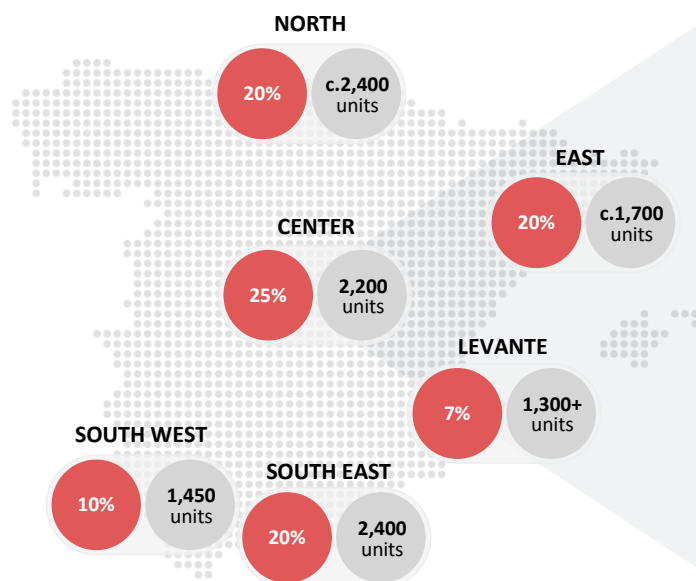 NORTH
20%
c.2,400
units
EAST
20%
c.1,700
units
CENTER
25%
2,200
units
LEVANTE
7%
1,300+
units
SOUTH WEST
10%
1,450
units
SOUTH EAST
20%
2,400
units